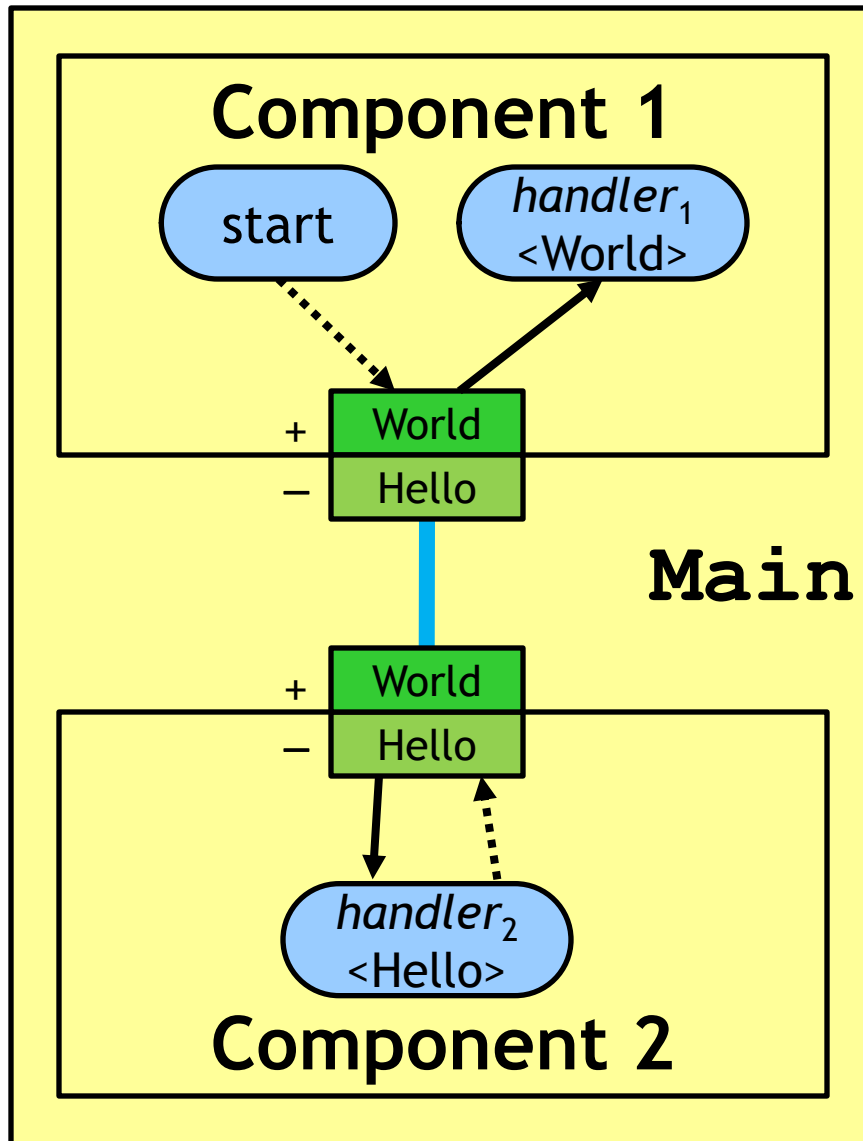 Component 1
start
handler₁
<World>
+ World
– Hello
Main
+ World
– Hello
handler₂
<Hello>
Component 2